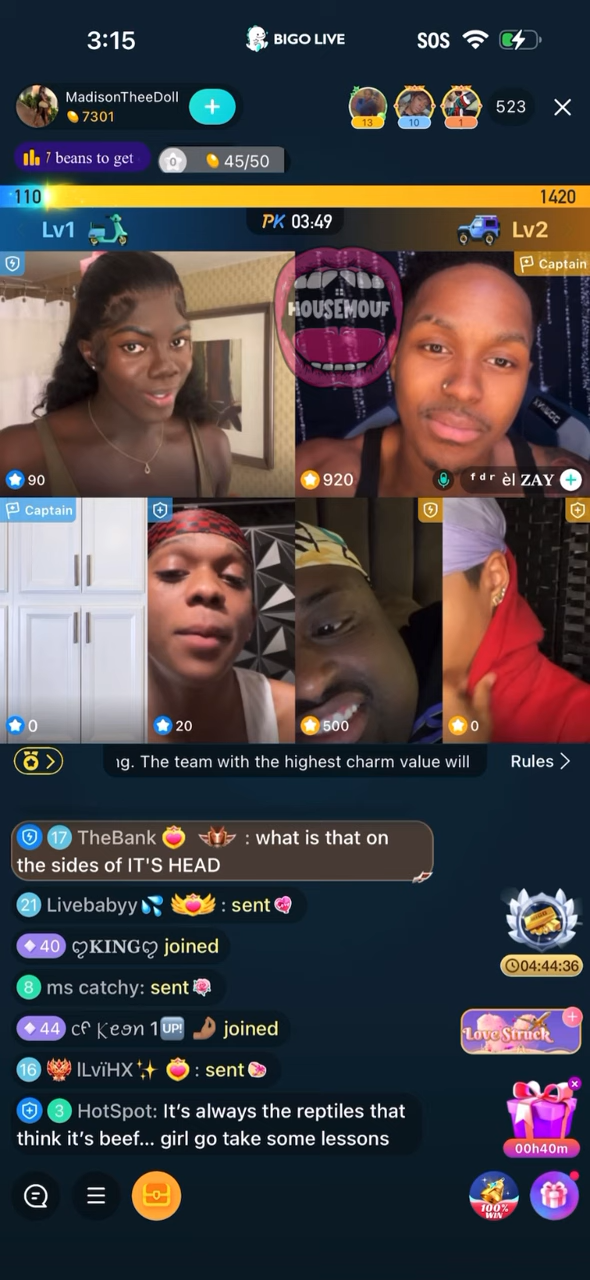 3:15
BIGO LIVE
SOS
MadisonTheeDoll
7301
13
10
1
523
7 beans to get
0
45/50
110
1420
Lv1
PK 03:49
Lv2
Captain
HOUSEMOUF
90
920
ᶠᵈʳ èl 𝐙𝐀𝐘
Captain
0
20
500
0
ng. The team with the highest charm value will
Rules
17 TheBank : what is that on
the sides of IT'S HEAD
21 Livebabyy💦 : sent
40 ღKINGღ joined
04:44:36
8 ms catchy: sent
44 Keon 1🆙 joined
Love Struck
16 ILvïHX✨ : sent
3 HotSpot: It's always the reptiles that
think it's beef... girl go take some lessons
00h40m
100%
WIN